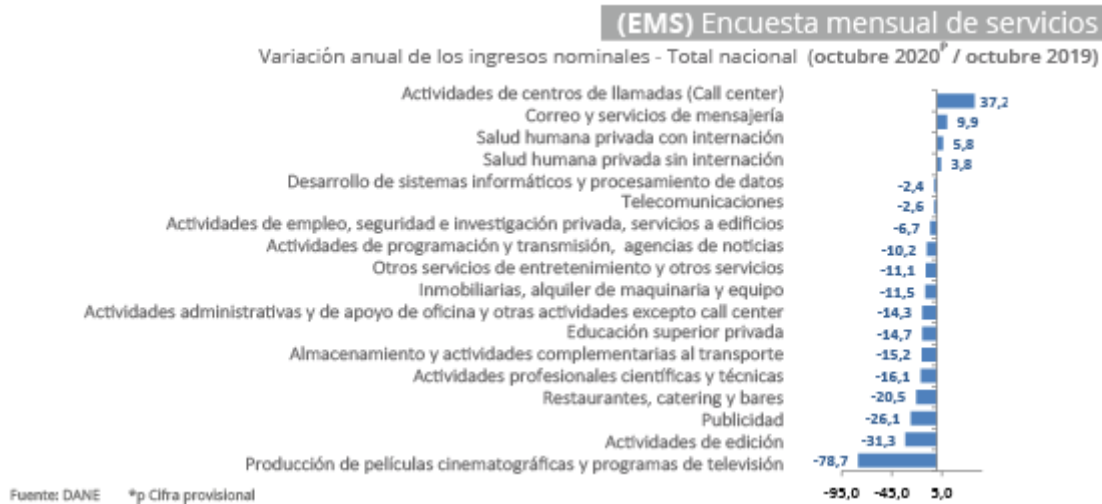 (EMS) Encuesta mensual de servicios
Variación anual de los ingresos nominales - Total nacional (octubre 2020ᵖ / octubre 2019)
Actividades de centros de llamadas (Call center) 37,2
Correo y servicios de mensajería 9,9
Salud humana privada con internación 5,8
Salud humana privada sin internación 3,8
Desarrollo de sistemas informáticos y procesamiento de datos -2,4
Telecomunicaciones -2,6
Actividades de empleo, seguridad e investigación privada, servicios a edificios -6,7
Actividades de programación y transmisión, agencias de noticias -10,2
Otros servicios de entretenimiento y otros servicios -11,1
Inmobiliarias, alquiler de maquinaria y equipo -11,5
Actividades administrativas y de apoyo de oficina y otras actividades excepto call center -14,3
Educación superior privada -14,7
Almacenamiento y actividades complementarias al transporte -15,2
Actividades profesionales científicas y técnicas -16,1
Restaurantes, catering y bares -20,5
Publicidad -26,1
Actividades de edición -31,3
Producción de películas cinematográficas y programas de televisión -78,7
-95,0 -45,0 5,0
Fuente: DANE *p Cifra provisional